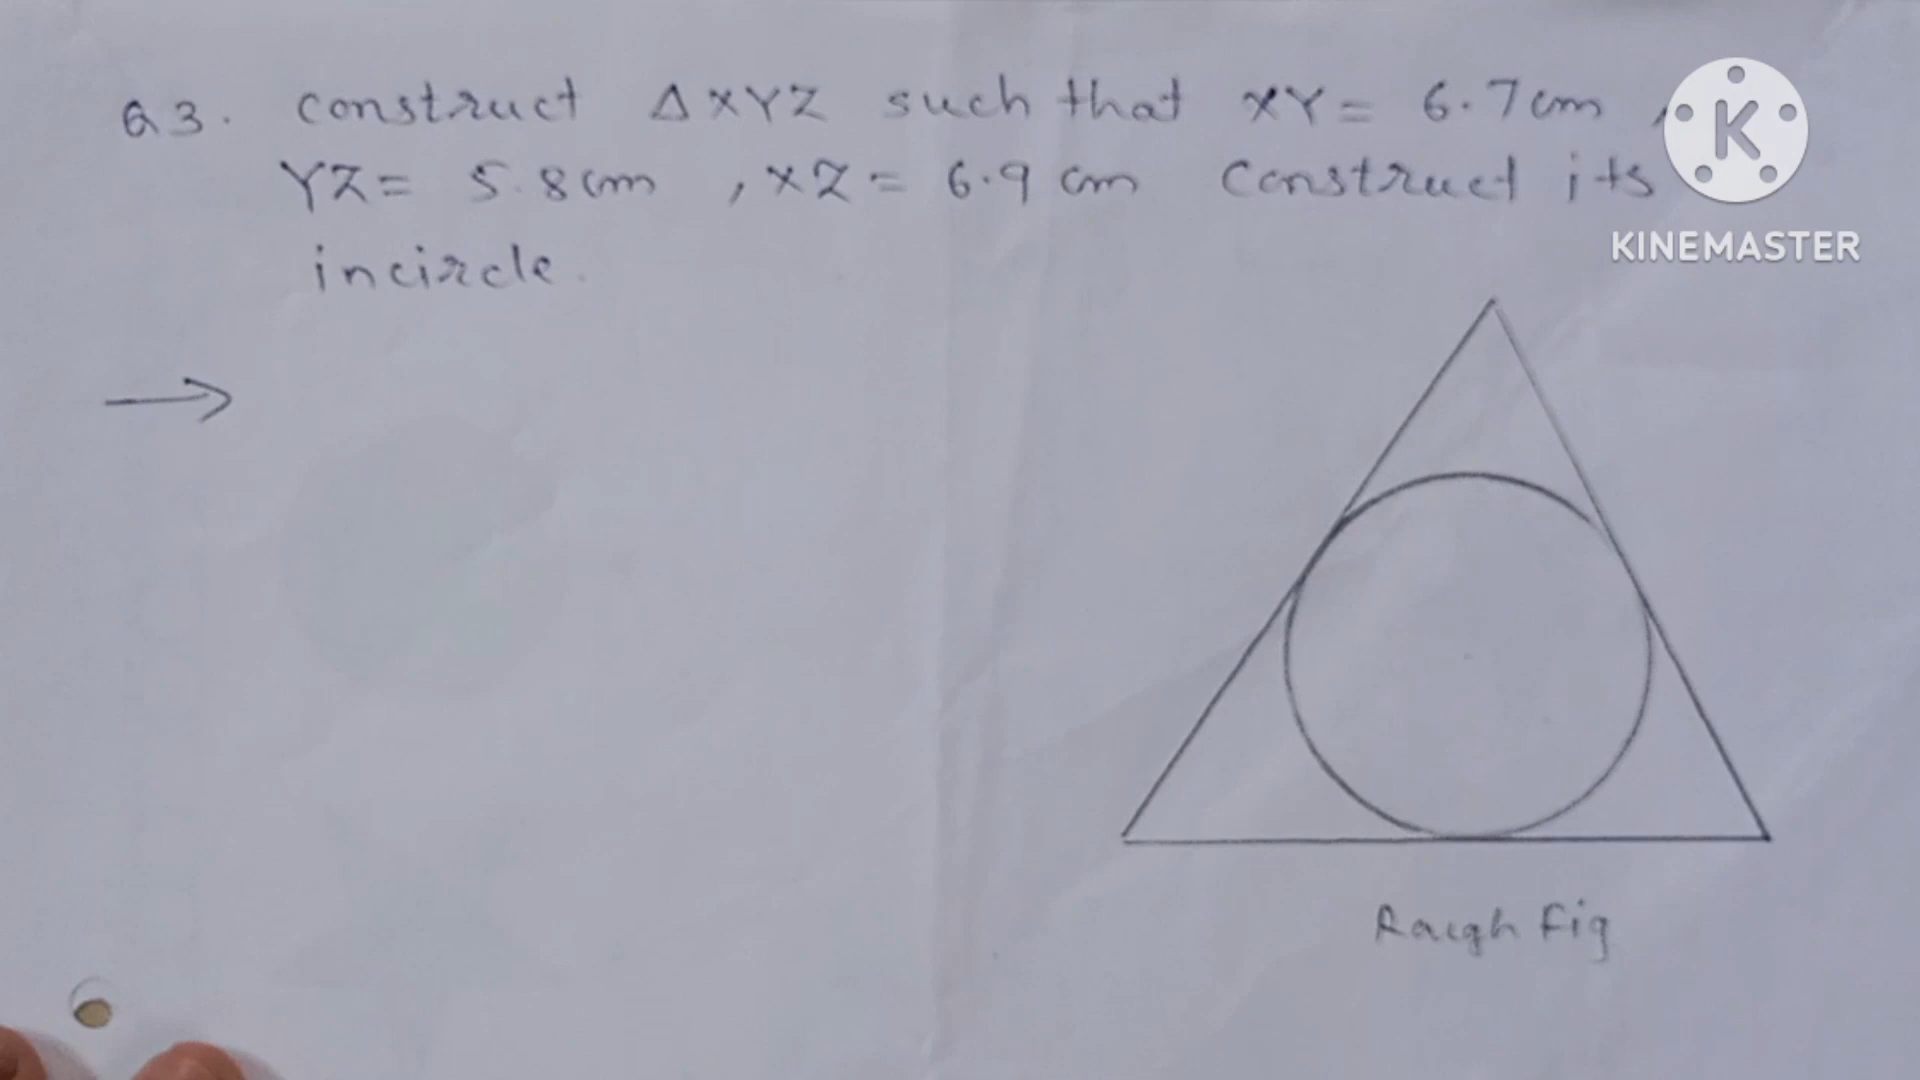 Q3. construct Δ XYZ such that XY = 6.7 cm ,
YZ = 5.8 cm , XZ = 6.9 cm Construct its
incircle.
K
KINEMASTER
Rough Fig